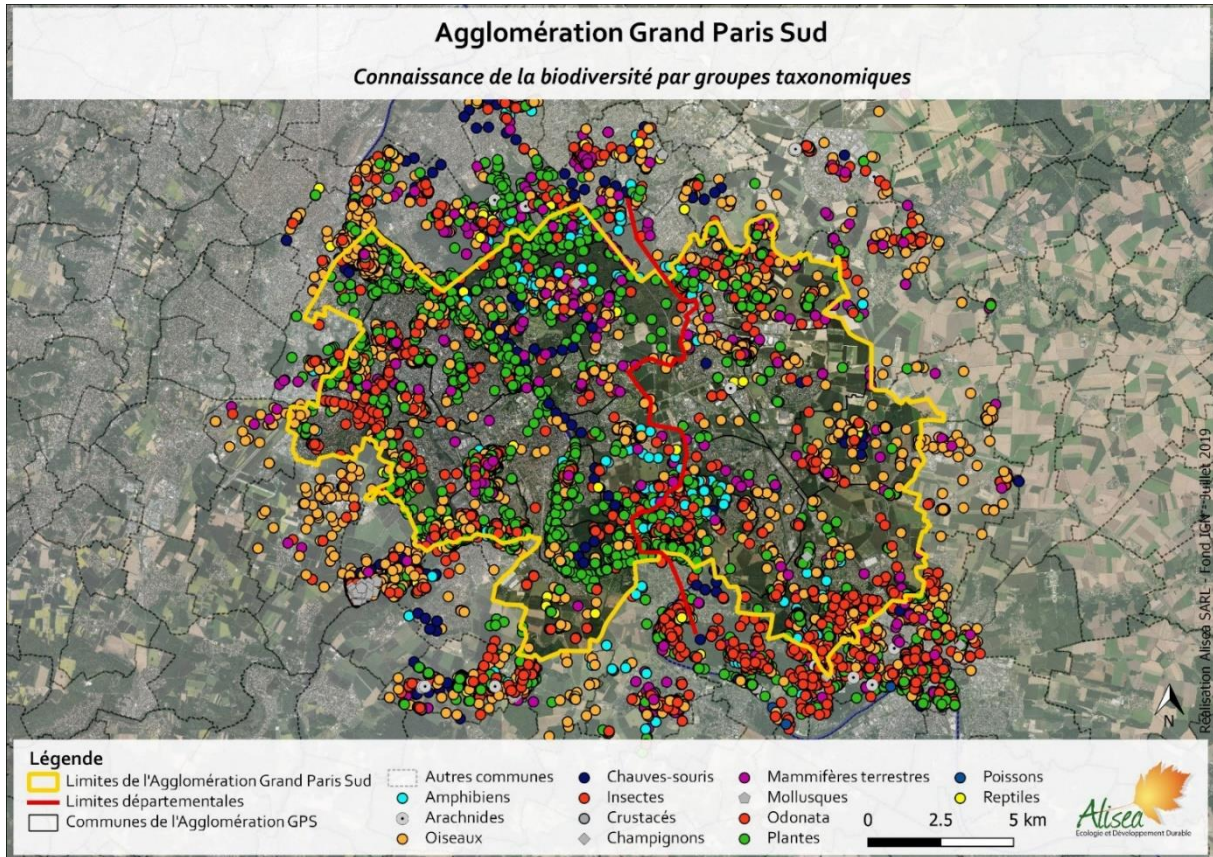 Agglomération Grand Paris Sud
Connaissance de la biodiversité par groupes taxonomiques
Réalisation Alisea SARL Fond IGN - Juillet 2019
N
Légende
Limites de l'Agglomération Grand Paris Sud
Limites départementales
Communes de l'Agglomération GPS
Autres communes
Amphibiens
Arachnides
Oiseaux
Chauves-souris
Insectes
Crustacés
Champignons
Mammifères terrestres
Mollusques
Odonata
Plantes
Poissons
Reptiles
0 2.5 5 km
Alisea
Ecologie et Développement Durable